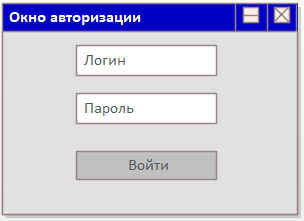 Окно авторизации
Логин
Пароль
Войти